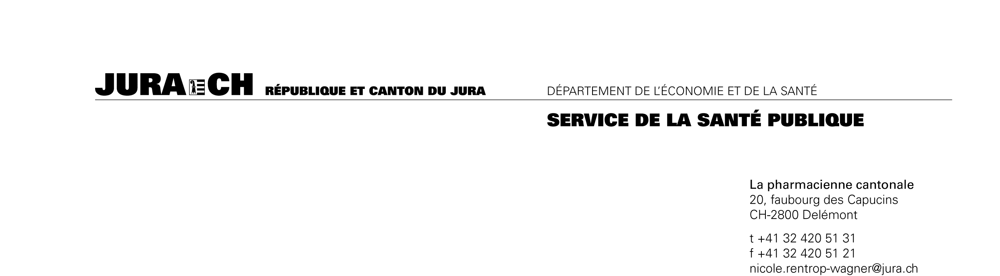 JURA CH RÉPUBLIQUE ET CANTON DU JURA DÉPARTEMENT DE L’ÉCONOMIE ET DE LA SANTÉ
SERVICE DE LA SANTÉ PUBLIQUE
La pharmacienne cantonale
20, faubourg des Capucins
CH-2800 Delémont
t +41 32 420 51 31
f +41 32 420 51 21
nicole.rentrop-wagner@jura.ch